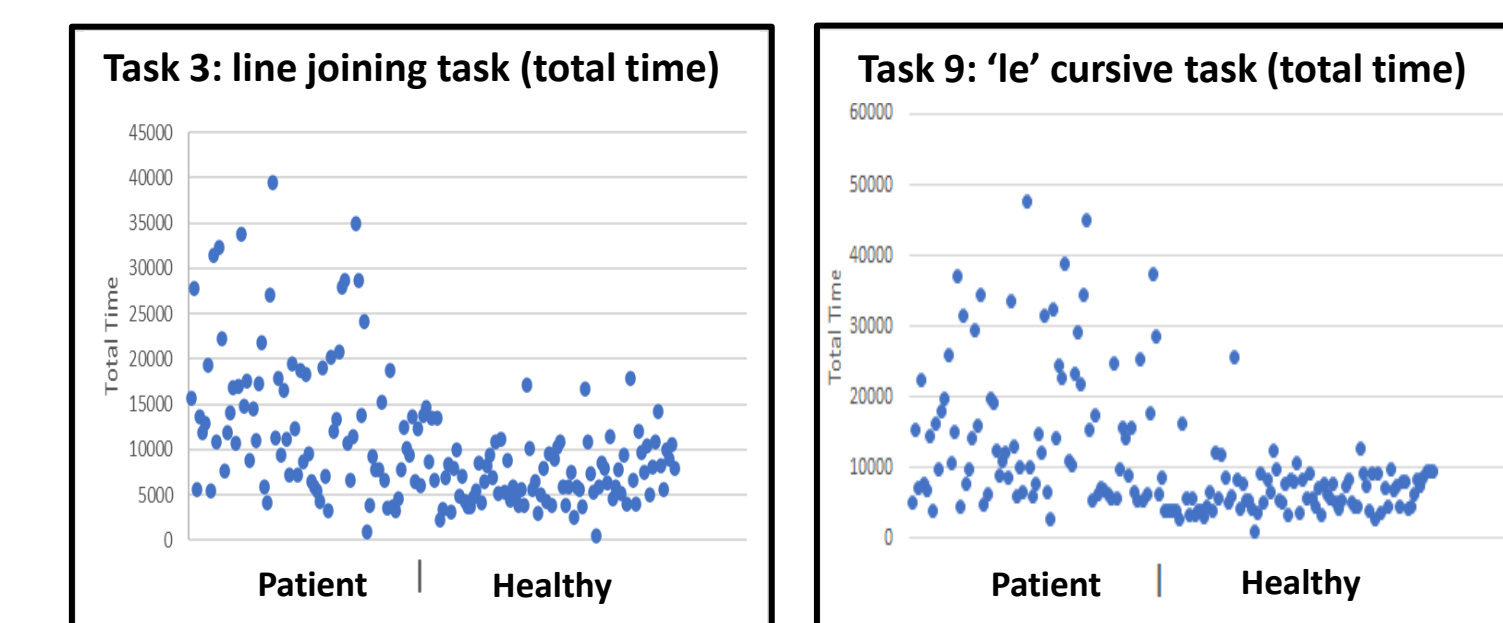 Task 3: line joining task (total time)
45000
40000
35000
30000
25000
20000
15000
10000
5000
0
Total Time
Patient | Healthy
Task 9: ‘le’ cursive task (total time)
60000
50000
40000
30000
20000
10000
0
Total Time
Patient | Healthy